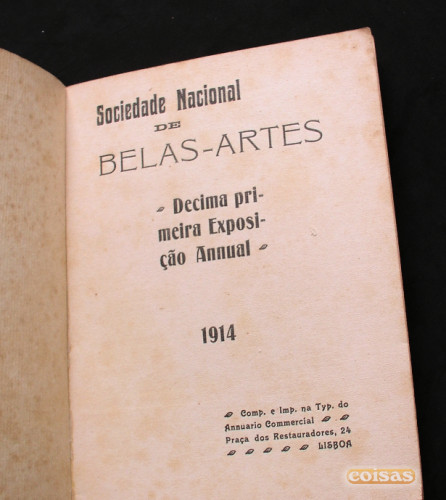 Sociedade Nacional
DE
BELAS-ARTES
Decima pri-
meira Exposi-
ção Annual
1914
Comp. e Imp. na Typ. do
Annuario Commercial
Praça dos Restauradores, 24
LISBOA
coisas